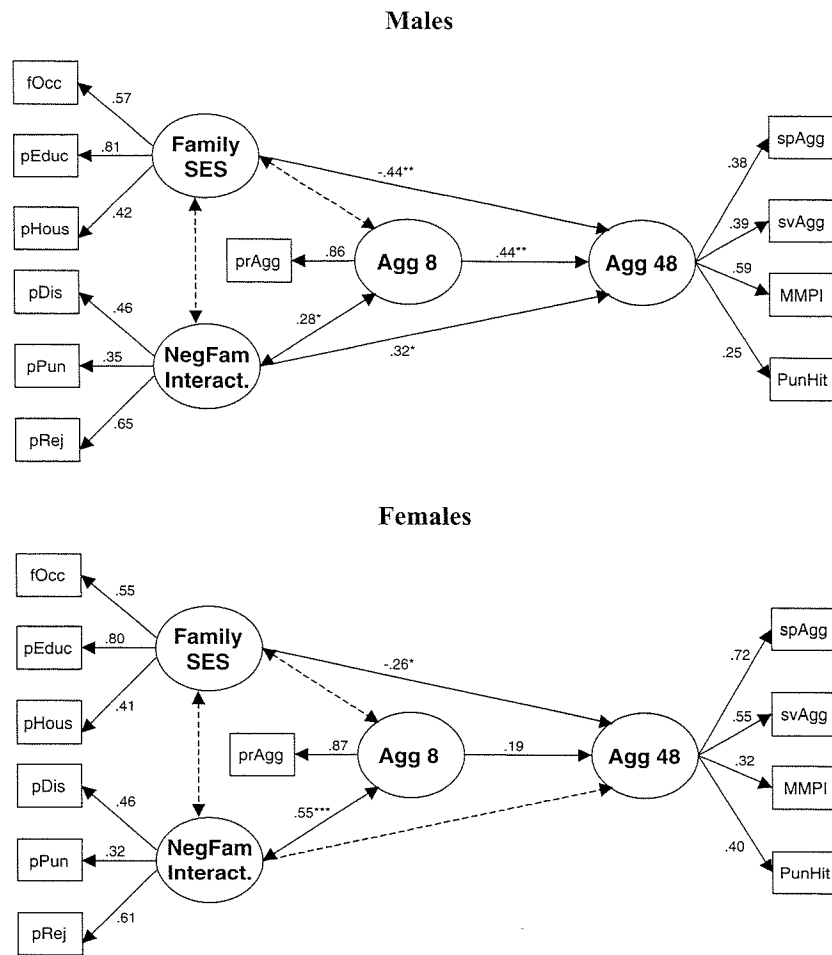 Males
fOcc
.57
Family
SES
pEduc
.81
pHous
.42
-.44**
spAgg
.38
svAgg
.39
prAgg
.86
Agg 8
.44**
Agg 48
.59
MMPI
pDis
.46
.28*
NegFam
Interact.
pPun
.35
.32*
.25
PunHit
pRej
.65
Females
fOcc
.55
Family
SES
pEduc
.80
pHous
.41
-.26*
spAgg
.72
svAgg
.55
prAgg
.87
Agg 8
.19
Agg 48
.32
MMPI
pDis
.46
.55***
NegFam
Interact.
pPun
.32
.40
PunHit
pRej
.61